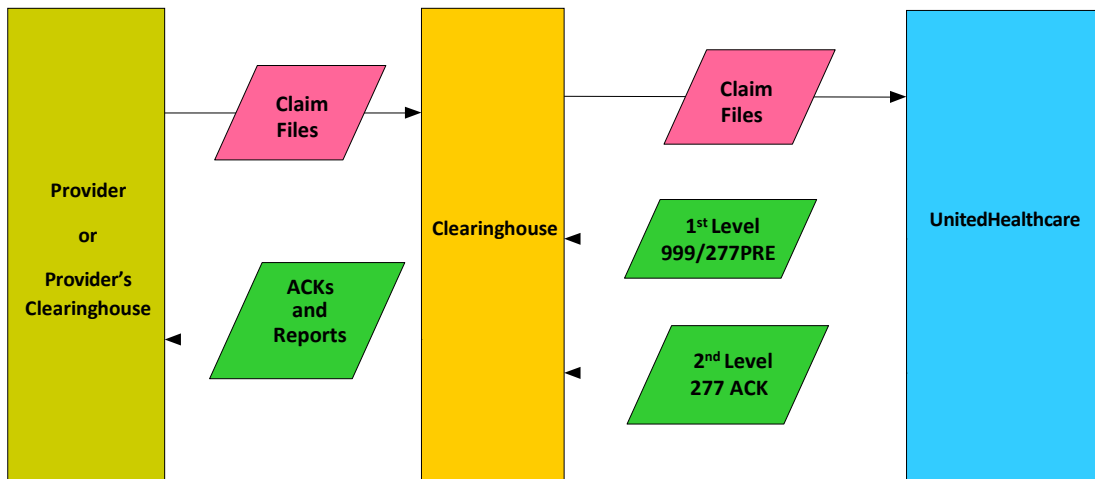 Provider
or
Provider’s
Clearinghouse
Claim
Files
ACKs
and
Reports
Clearinghouse
Claim
Files
1st Level
999/277PRE
2nd Level
277 ACK
UnitedHealthcare